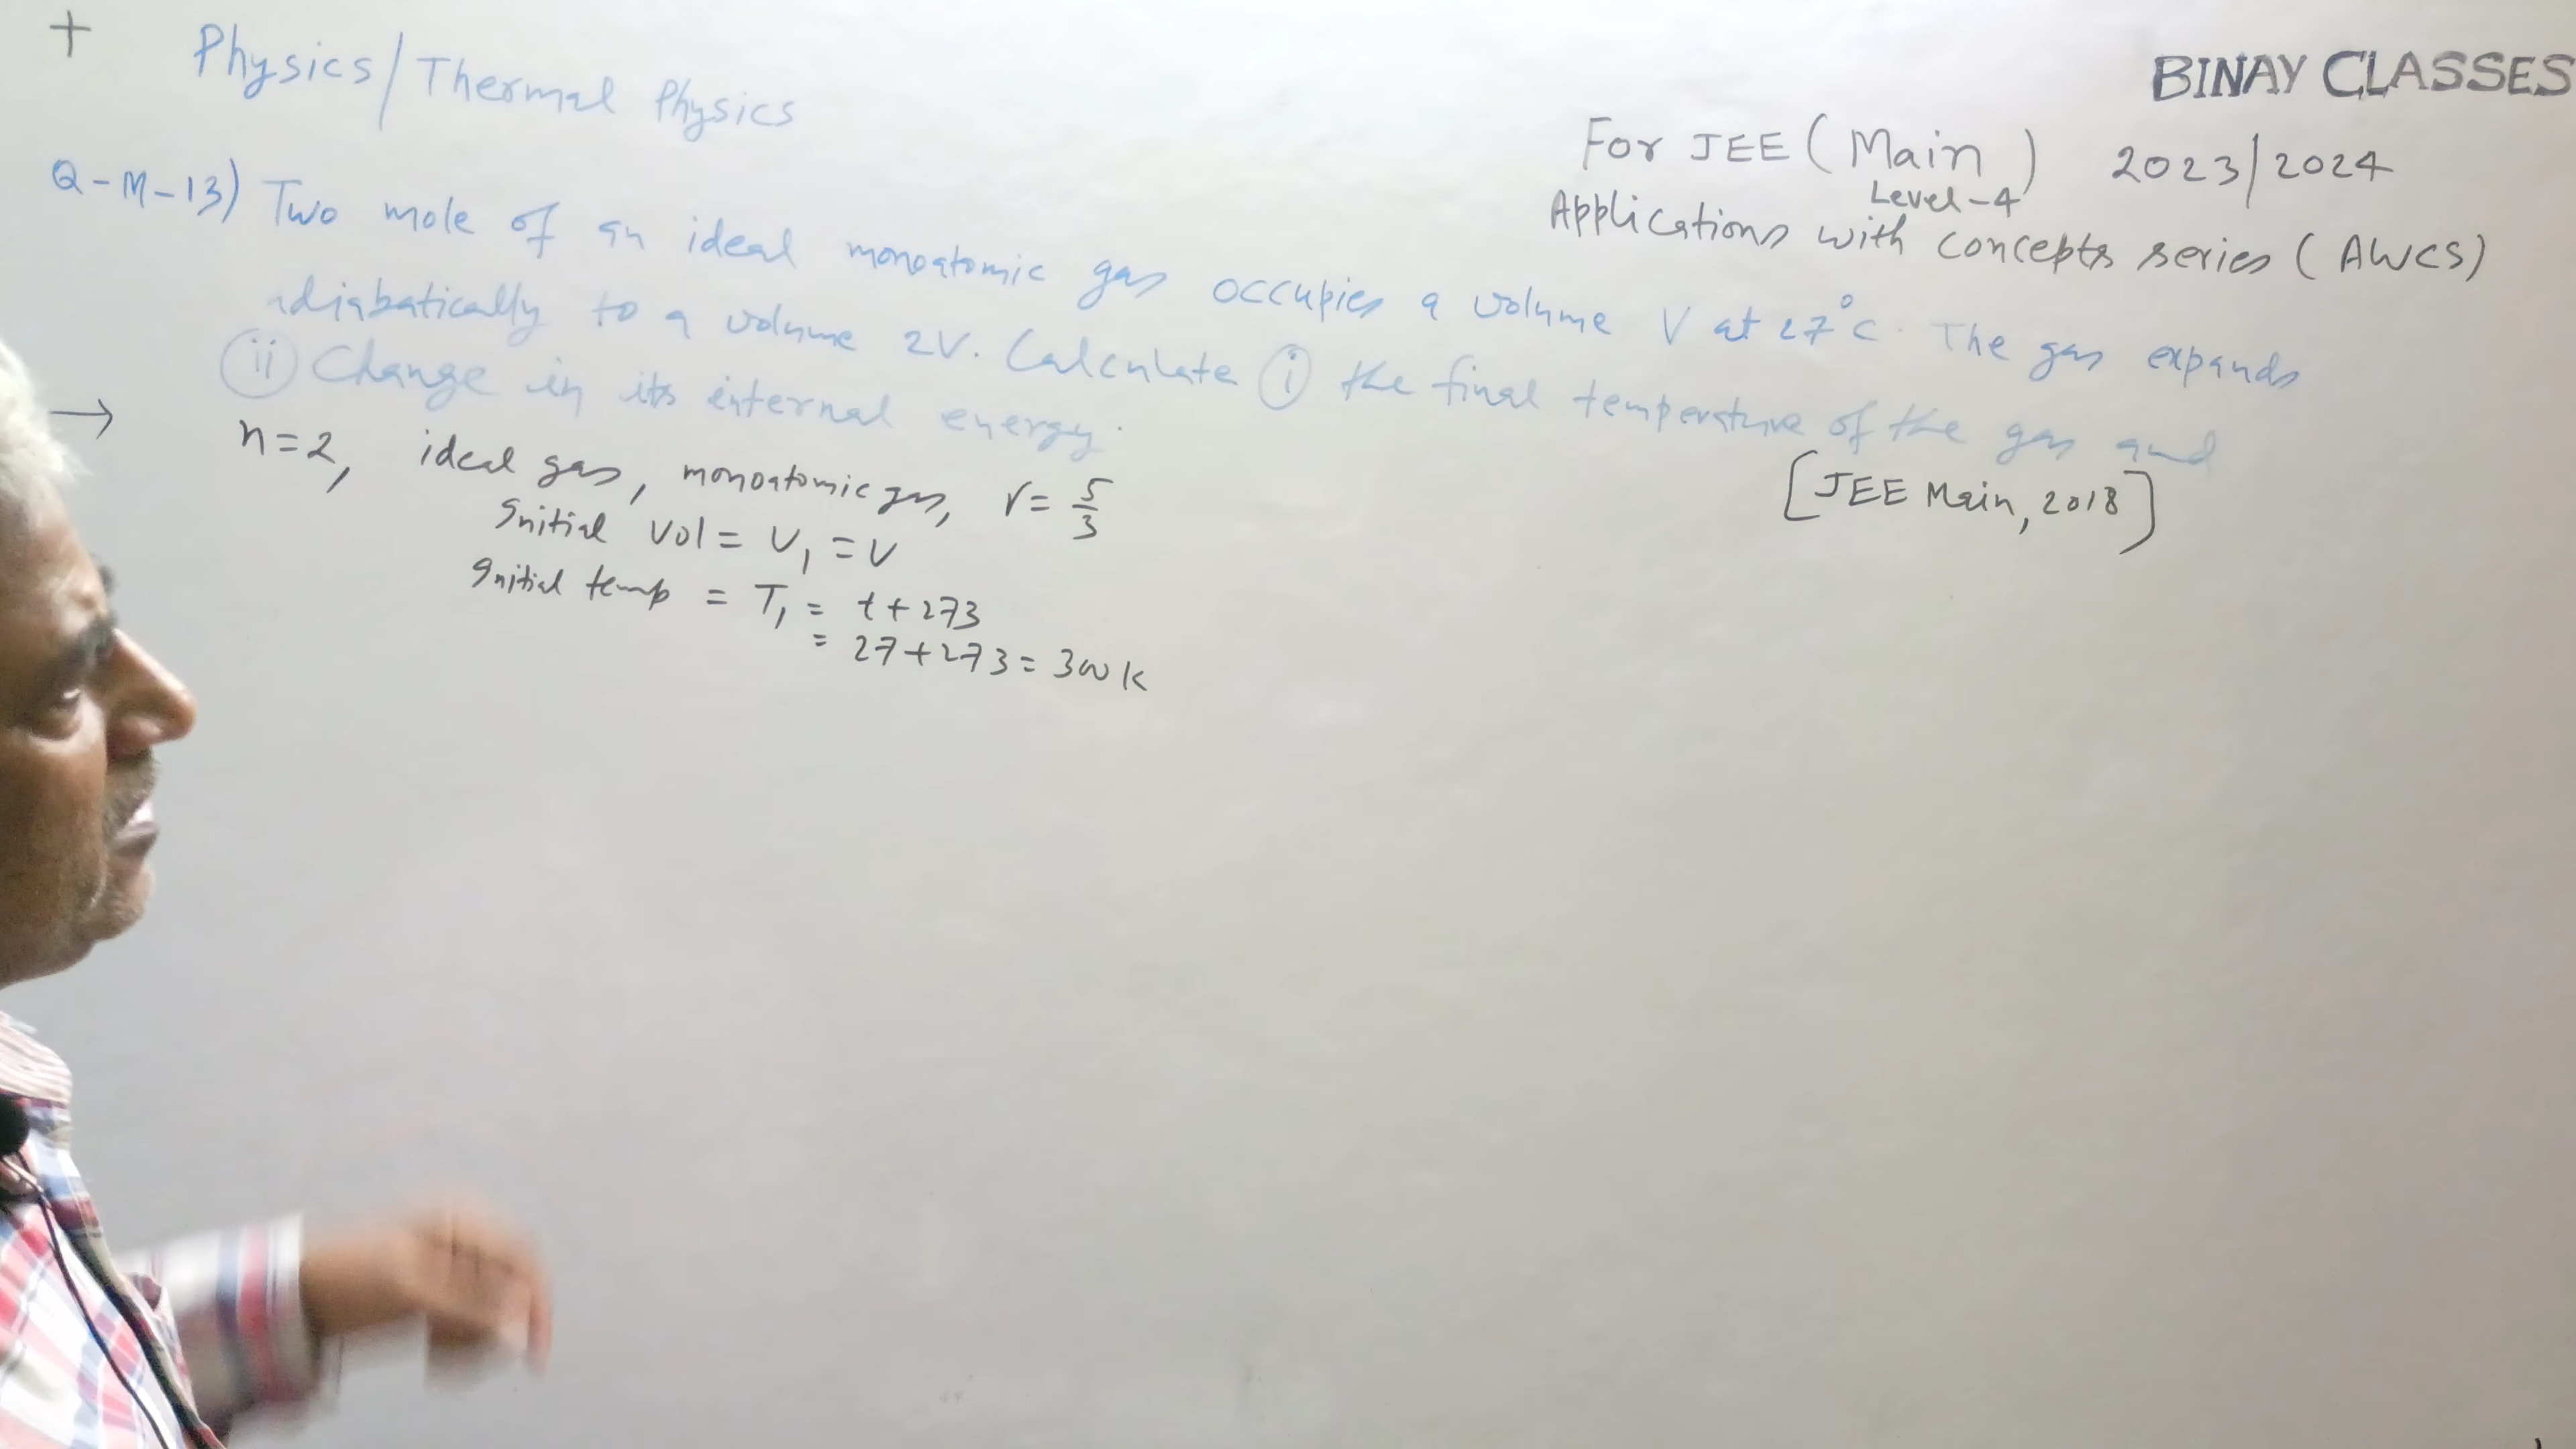 +
Physics/Thermal Physics
BINAY CLASSES
For JEE (Main) 2023/2024
Level-4
Applications with concepts series (AWCS)
Q-M-13) Two mole of an ideal monoatomic gas occupies a volume V at 27°C. The gas expands
adiabatically to a volume 2V. Calculate (i) the final temperature of the gas and
(ii) Change in its internal energy.
[JEE Main, 2018]
→ n=2, ideal gas, monoatomic gas, r = 5/3
Initial Vol = V₁ = V
Initial temp = T₁ = t+273
= 27+273 = 300 K